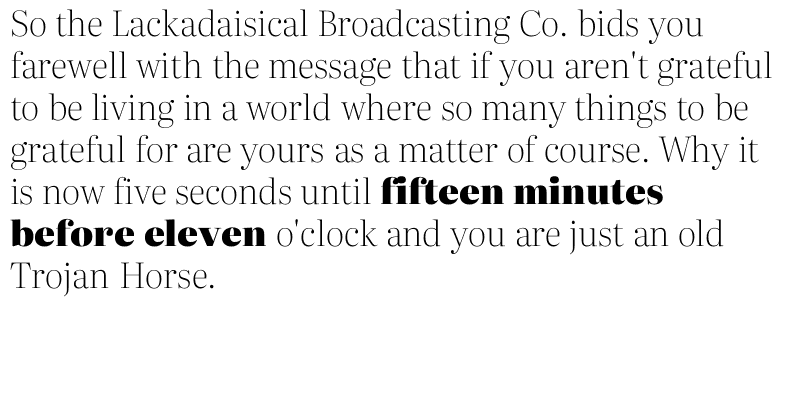 So the Lackadaisical Broadcasting Co. bids you
farewell with the message that if you aren't grateful
to be living in a world where so many things to be
grateful for are yours as a matter of course. Why it
is now five seconds until fifteen minutes
before eleven o'clock and you are just an old
Trojan Horse.